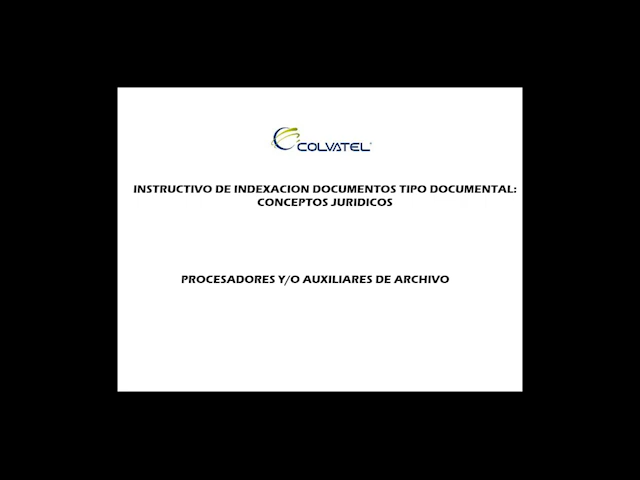 COLVATEL
INSTRUCTIVO DE INDEXACION DOCUMENTOS TIPO DOCUMENTAL:
CONCEPTOS JURIDICOS
PROCESADORES Y/O AUXILIARES DE ARCHIVO